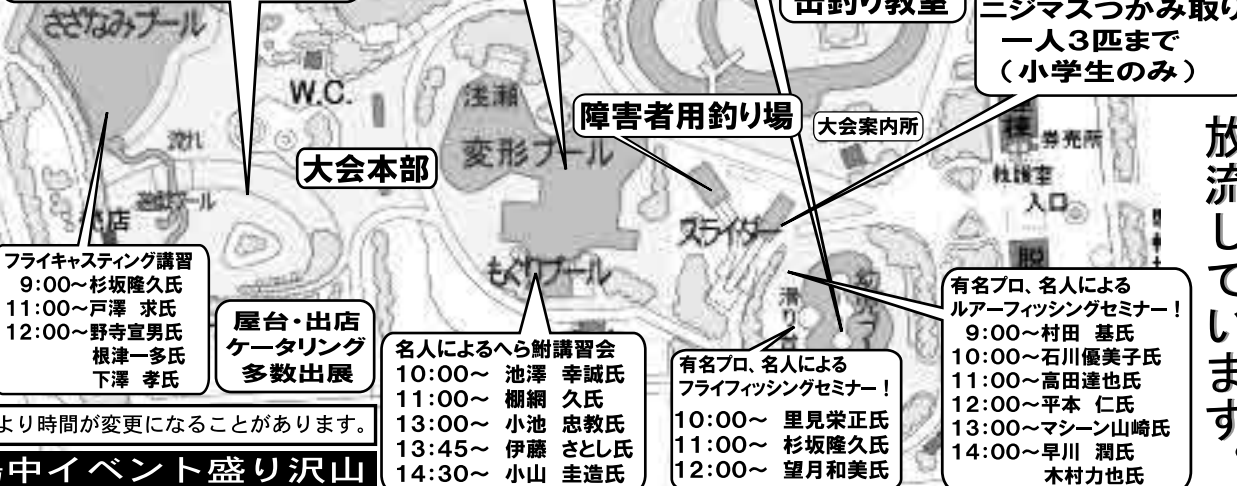 さざなみプール
出釣り教室
ニジマスつかみ取り
一人3匹まで
(小学生のみ)
W.C.
浅瀬
変形プール
障害者用釣り場
大会案内所
券売所
大会本部
流れ
入口
売店
スライダー
もぐりプール
放流しています。
フライキャスティング講習
9:00~杉坂隆久氏
11:00~戸澤 求氏
12:00~野寺宣男氏
根津一多氏
下澤 孝氏
屋台・出店
ケータリング
多数出展
名人によるへら鮒講習会
10:00~ 池澤 幸誠氏
11:00~ 棚網 久氏
13:00~ 小池 忠教氏
13:45~ 伊藤 さとし氏
14:30~ 小山 圭造氏
有名プロ、名人による
フライフィッシングセミナー!
10:00~ 里見栄正氏
11:00~ 杉坂隆久氏
12:00~ 望月和美氏
有名プロ、名人による
ルアーフィッシングセミナー!
9:00~村田 基氏
10:00~石川優美子氏
11:00~高田達也氏
12:00~平本 仁氏
13:00~マシーン山崎氏
14:00~早川 潤氏
木村力也氏
より時間が変更になることがあります。
中イベント盛り沢山